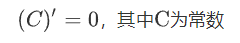 (C)′ = 0，其中C为常数